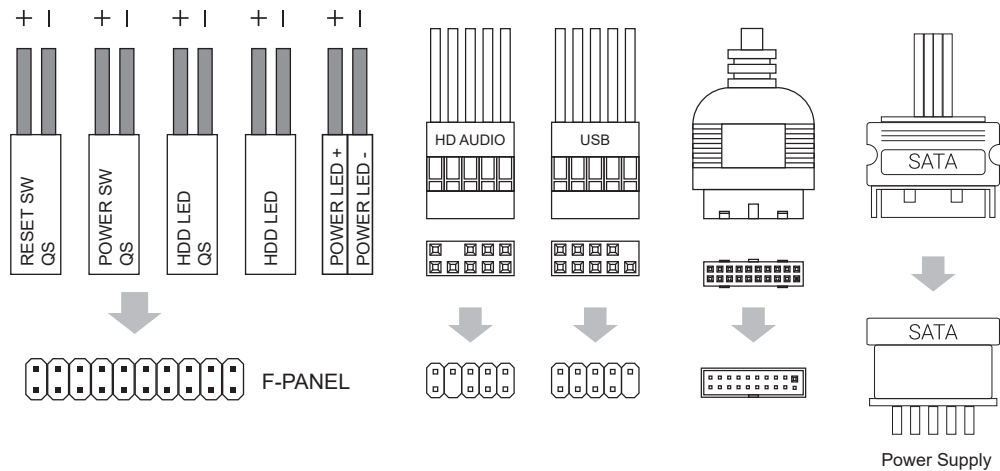 + - + - + - + - + -
RESET SW
QS
POWER SW
QS
HDD LED
QS
HDD LED
POWER LED +
POWER LED -
HD AUDIO
USB
SATA
F-PANEL
SATA
Power Supply